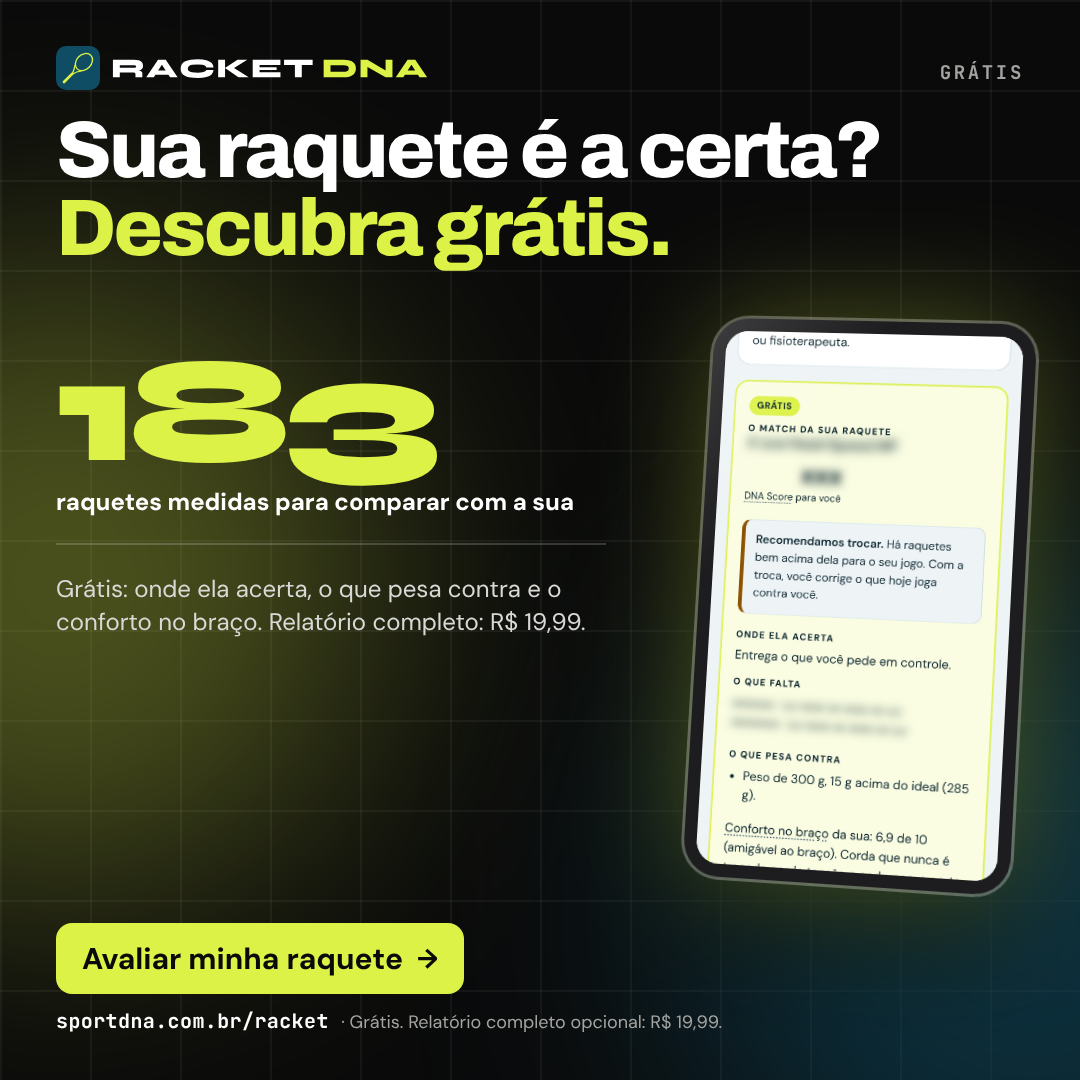 RACKET DNA
GRÁTIS
Sua raquete é a certa?
Descubra grátis.
183
raquetes medidas para comparar com a sua
Grátis: onde ela acerta, o que pesa contra e o
conforto no braço. Relatório completo: R$ 19,99.
ou fisioterapeuta.
GRÁTIS
O MATCH DA SUA RAQUETE
DNA Score para você
Recomendamos trocar. Há raquetes
bem acima dela para o seu jogo. Com a
troca, você corrige o que hoje joga
contra você.
ONDE ELA ACERTA
Entrega o que você pede em controle.
O QUE FALTA
O QUE PESA CONTRA
• Peso de 300 g, 15 g acima do ideal (285
g).
Conforto no braço da sua: 6,9 de 10
(amigável ao braço). Corda que nunca é
Avaliar minha raquete →
sportdna.com.br/racket · Grátis. Relatório completo opcional: R$ 19,99.